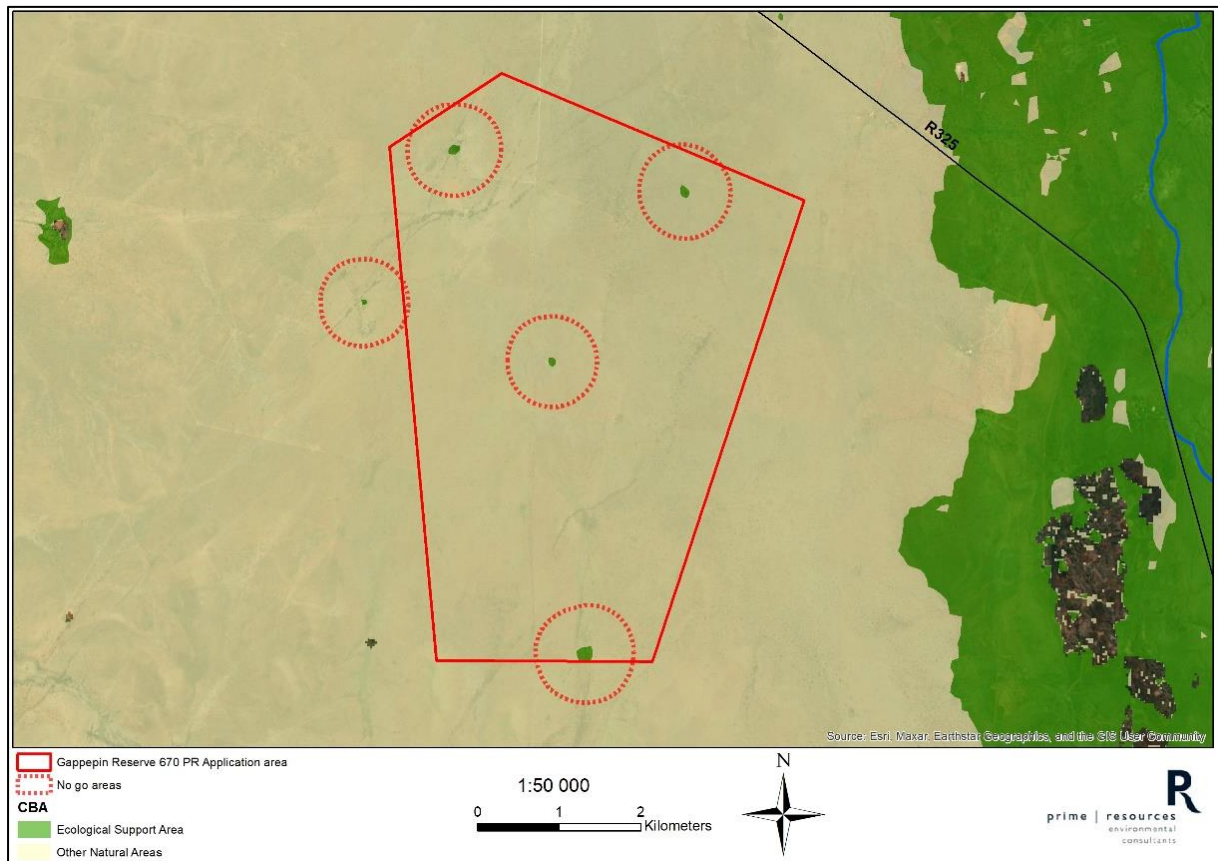 R325
Source: Esri, Maxar, Earthstar Geographics, and the GIS User Community
Gappepin Reserve 670 PR Application area
No go areas
CBA
Ecological Support Area
Other Natural Areas
1:50 000
0 1 2
Kilometers
N
R
prime | resources
environmental
consultants